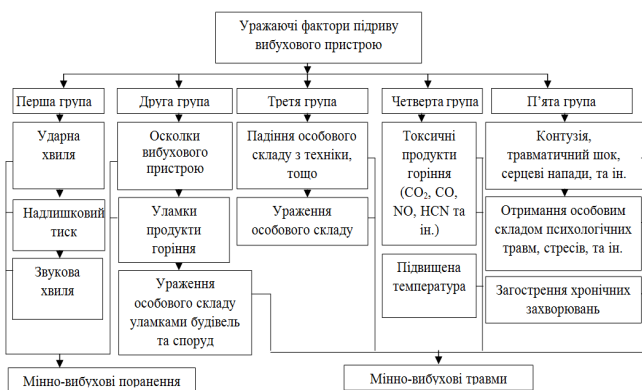 Уражаючі фактори підриву
вибухового пристрою
Перша група
Друга група
Третя група
Четверта група
П’ята група
Ударна
хвиля
Надлишковий
тиск
Звукова
хвиля
Осколки
вибухового
пристрою
Уламки
продукти
горіння
Ураження
особового складу
уламками будівель
та споруд
Падіння особового
складу з техніки,
тощо
Ураження
особового складу
Токсичні
продукти
горіння
(CO₂, CO,
NO, HCN та
ін.)
Підвищена
температура
Контузія,
травматичний шок,
серцеві напади, та ін.
Отримання особовим
складом психологічних
травм, стресів, та ін.
Загострення хронічних
захворювань
Мінно-вибухові поранення
Мінно-вибухові травми